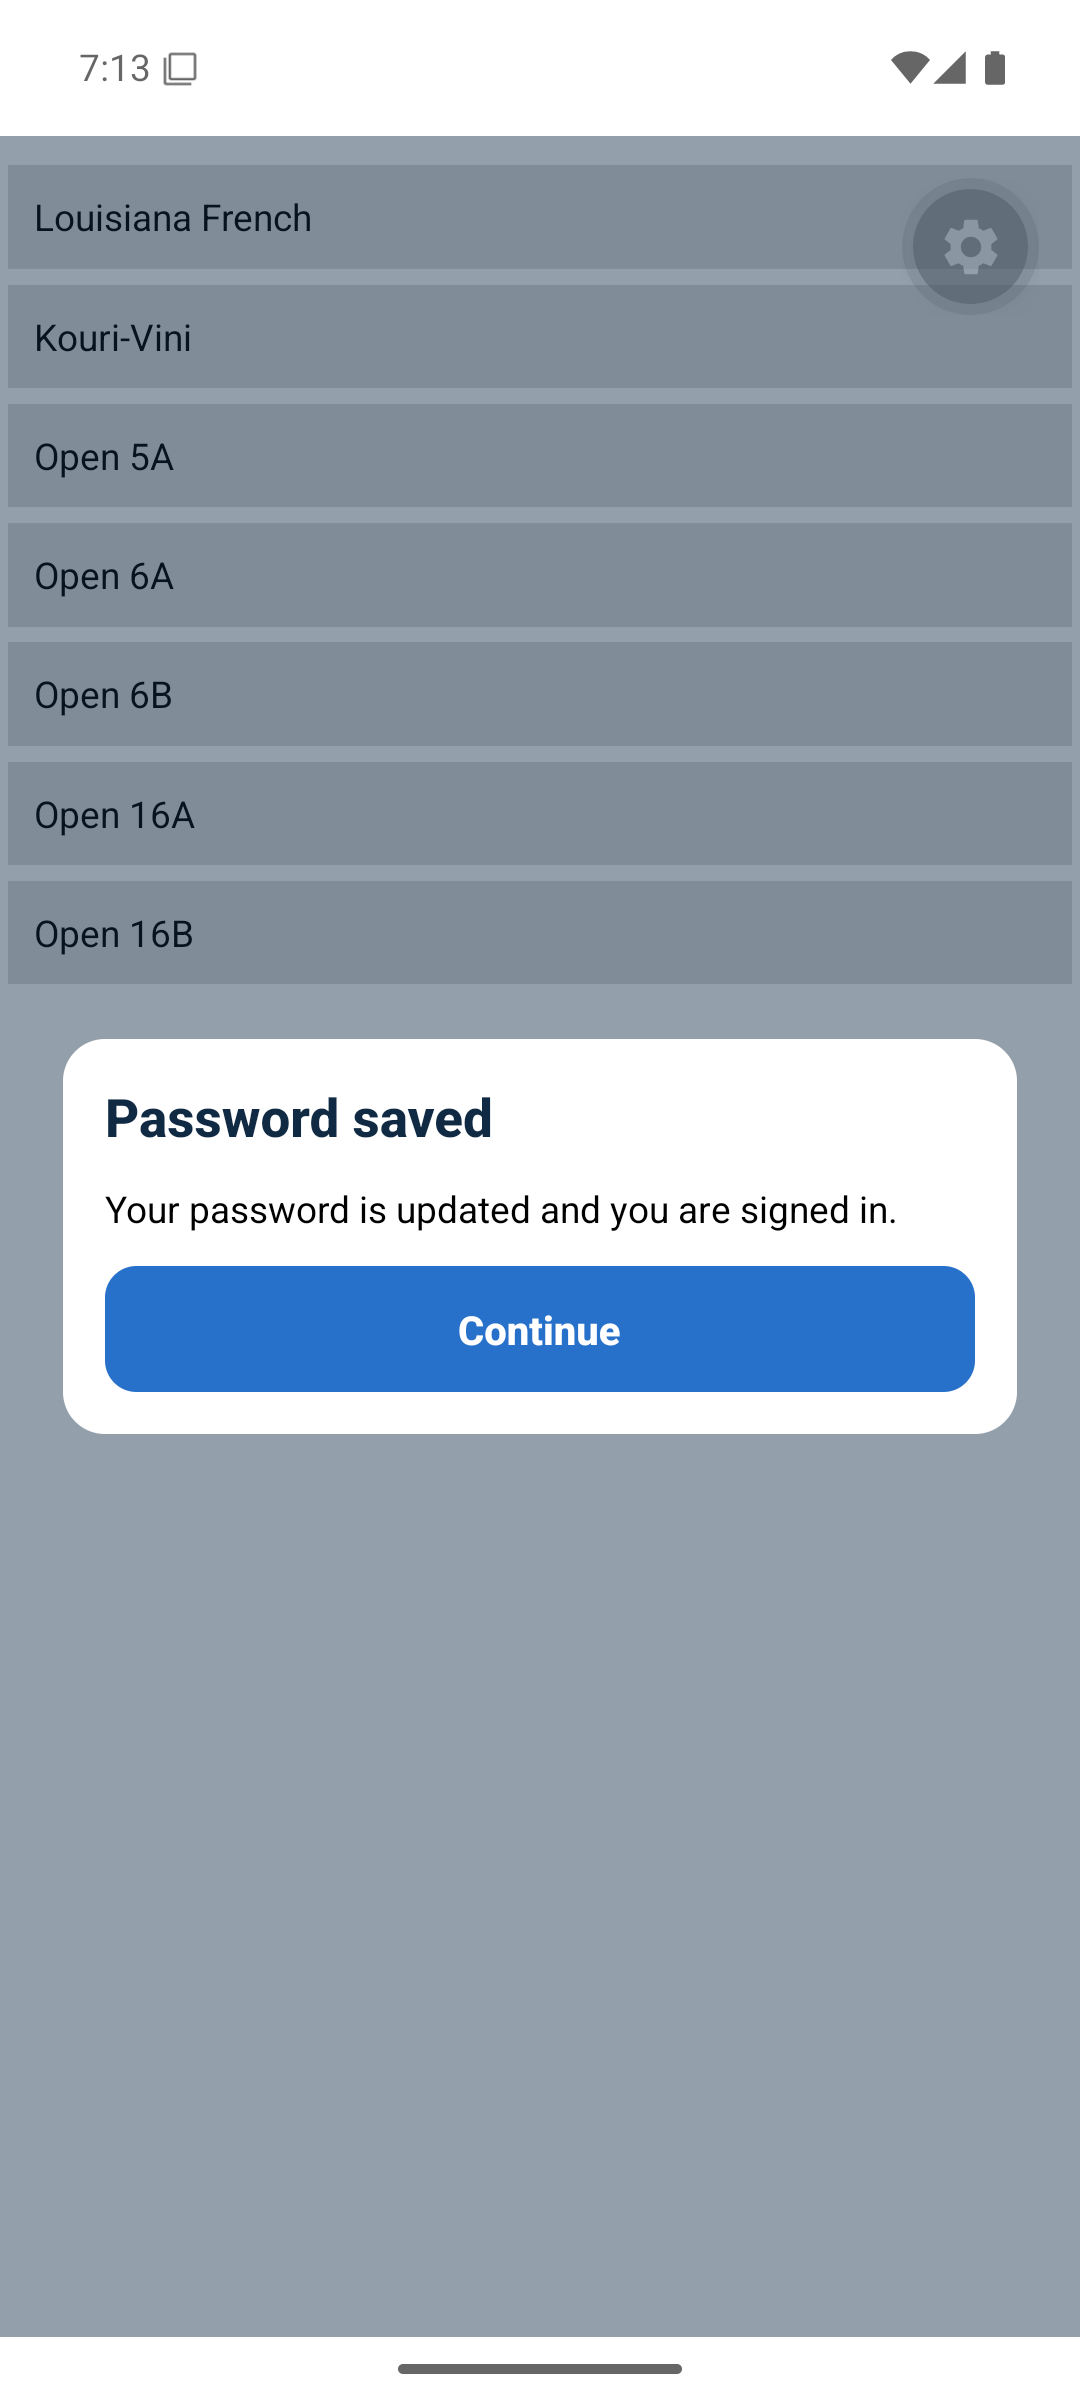 7:13
Louisiana French
Kouri-Vini
Open 5A
Open 6A
Open 6B
Open 16A
Open 16B
Password saved
Your password is updated and you are signed in.
Continue